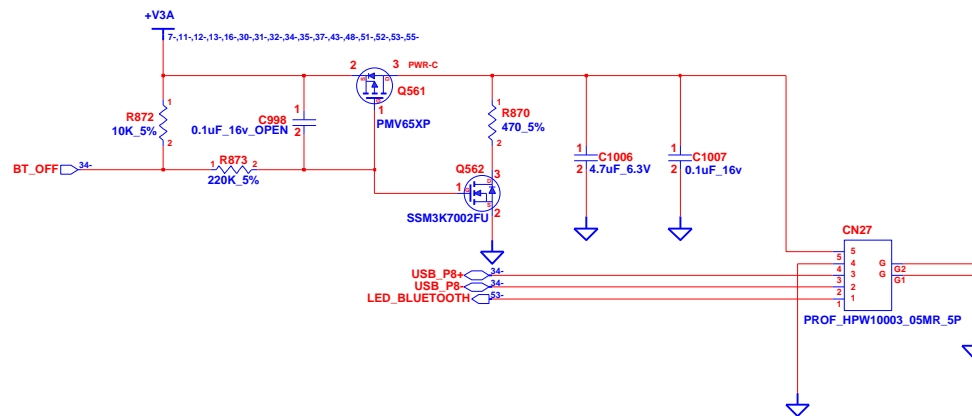 +V3A
7-,11-,12-,13-,16-,30-,31-,32-,34-,35-,37-,43-,48-,51-,52-,53-,55-
2
S
D
3
PWR-C
Q561
1
PMV65XP
1
R872
10K_5%
2
1
C998
0.1uF_16v_OPEN
2
1
R870
470_5%
2
BT_OFF
34-
1
R873
2
220K_5%
Q562
3
1
G
D
S
2
SSM3K7002FU
1
C1006
2
4.7uF_6.3V
1
C1007
2
0.1uF_16v
CN27
5
5
4
4
3
3
2
2
1
1
G
G2
G
G1
USB_P8+
34-
USB_P8-
34-
LED_BLUETOOTH
53-
PROF_HPW10003_05MR_5P